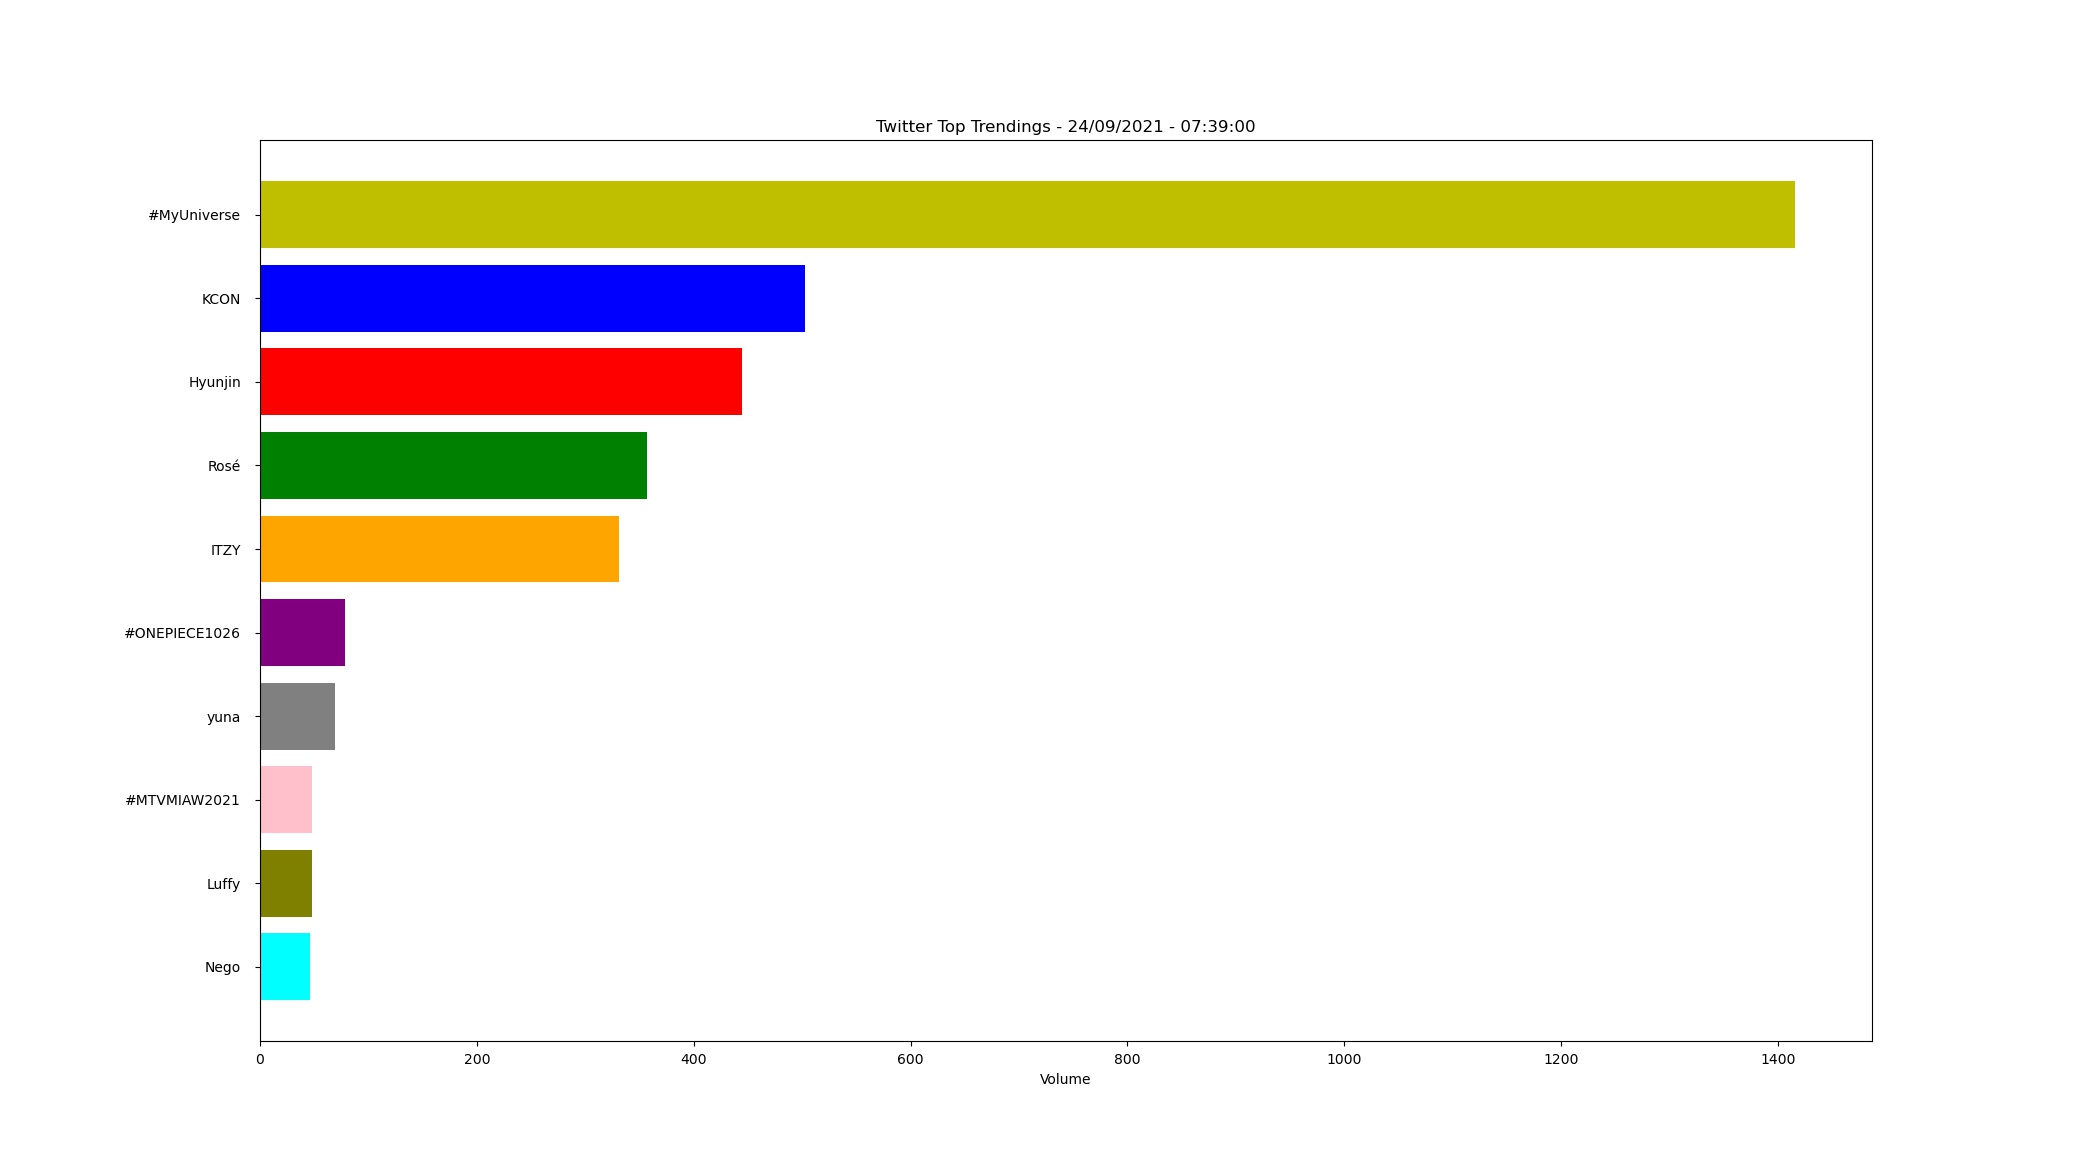 Twitter Top Trendings - 24/09/2021 - 07:39:00
#MyUniverse
KCON
Hyunjin
Rosé
ITZY
#ONEPIECE1026
yuna
#MTVMIAW2021
Luffy
Nego
0 200 400 600 800 1000 1200 1400
Volume